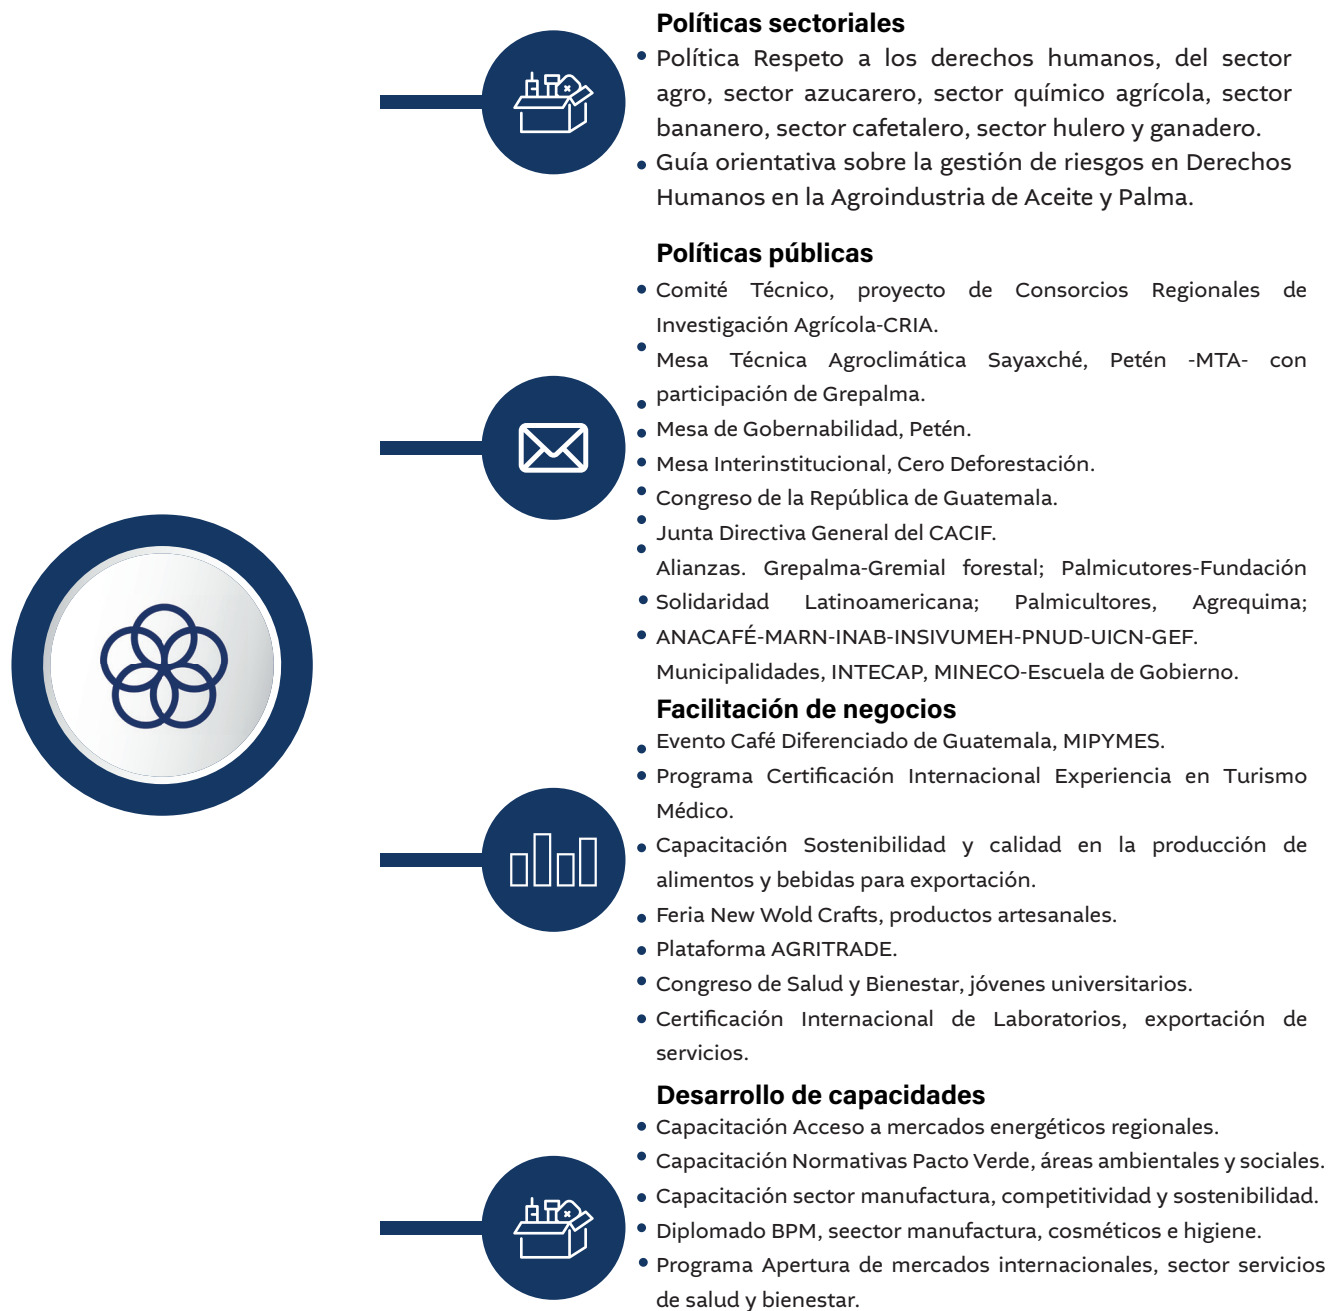 Políticas sectoriales
• Política Respeto a los derechos humanos, del sector
agro, sector azucarero, sector químico agrícola, sector
bananero, sector cafetalero, sector hulero y ganadero.
• Guía orientativa sobre la gestión de riesgos en Derechos
Humanos en la Agroindustria de Aceite y Palma.
Políticas públicas
• Comité Técnico, proyecto de Consorcios Regionales de
Investigación Agrícola-CRIA.
• Mesa Técnica Agroclimática Sayaxché, Petén -MTA- con
participación de Grepalma.
• Mesa de Gobernabilidad, Petén.
• Mesa Interinstitucional, Cero Deforestación.
• Congreso de la República de Guatemala.
• Junta Directiva General del CACIF.
• Alianzas. Grepalma-Gremial forestal; Palmicutores-Fundación
• Solidaridad Latinoamericana; Palmicultores, Agrequima;
• ANACAFÉ-MARN-INAB-INSIVUMEH-PNUD-UICN-GEF.
Municipalidades, INTECAP, MINECO-Escuela de Gobierno.
Facilitación de negocios
• Evento Café Diferenciado de Guatemala, MIPYMES.
• Programa Certificación Internacional Experiencia en Turismo
Médico.
• Capacitación Sostenibilidad y calidad en la producción de
alimentos y bebidas para exportación.
• Feria New Wold Crafts, productos artesanales.
• Plataforma AGRITRADE.
• Congreso de Salud y Bienestar, jóvenes universitarios.
• Certificación Internacional de Laboratorios, exportación de
servicios.
Desarrollo de capacidades
• Capacitación Acceso a mercados energéticos regionales.
• Capacitación Normativas Pacto Verde, áreas ambientales y sociales.
• Capacitación sector manufactura, competitividad y sostenibilidad.
• Diplomado BPM, seector manufactura, cosméticos e higiene.
• Programa Apertura de mercados internacionales, sector servicios
de salud y bienestar.